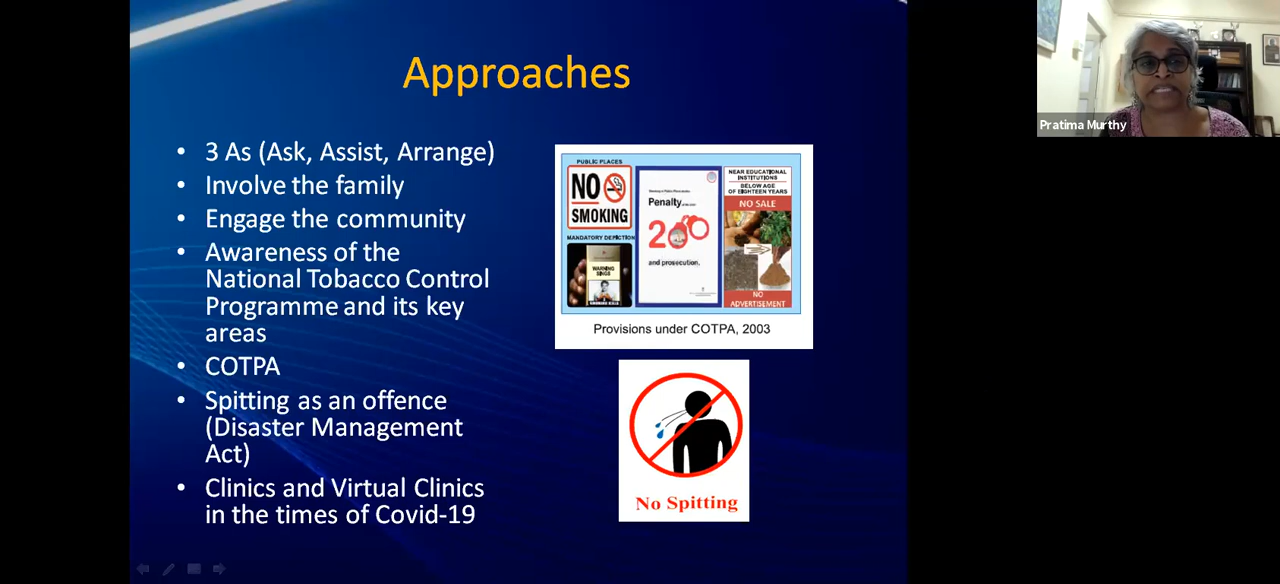 Approaches
• 3 As (Ask, Assist, Arrange)
• Involve the family
• Engage the community
• Awareness of the
National Tobacco Control
Programme and its key
areas
• COTPA
• Spitting as an offence
(Disaster Management
Act)
• Clinics and Virtual Clinics
in the times of Covid-19
PUBLIC PLACES
NO
SMOKING
MANDATORY DEPICTION
WARNING
Penalty
200
and prosecution.
NEAR EDUCATIONAL
INSTITUTIONS
BELOW AGE
OF EIGHTEEN YEARS
NO SALE
NO
ADVERTISEMENT
Provisions under COTPA, 2003
No Spitting
Pratima Murthy